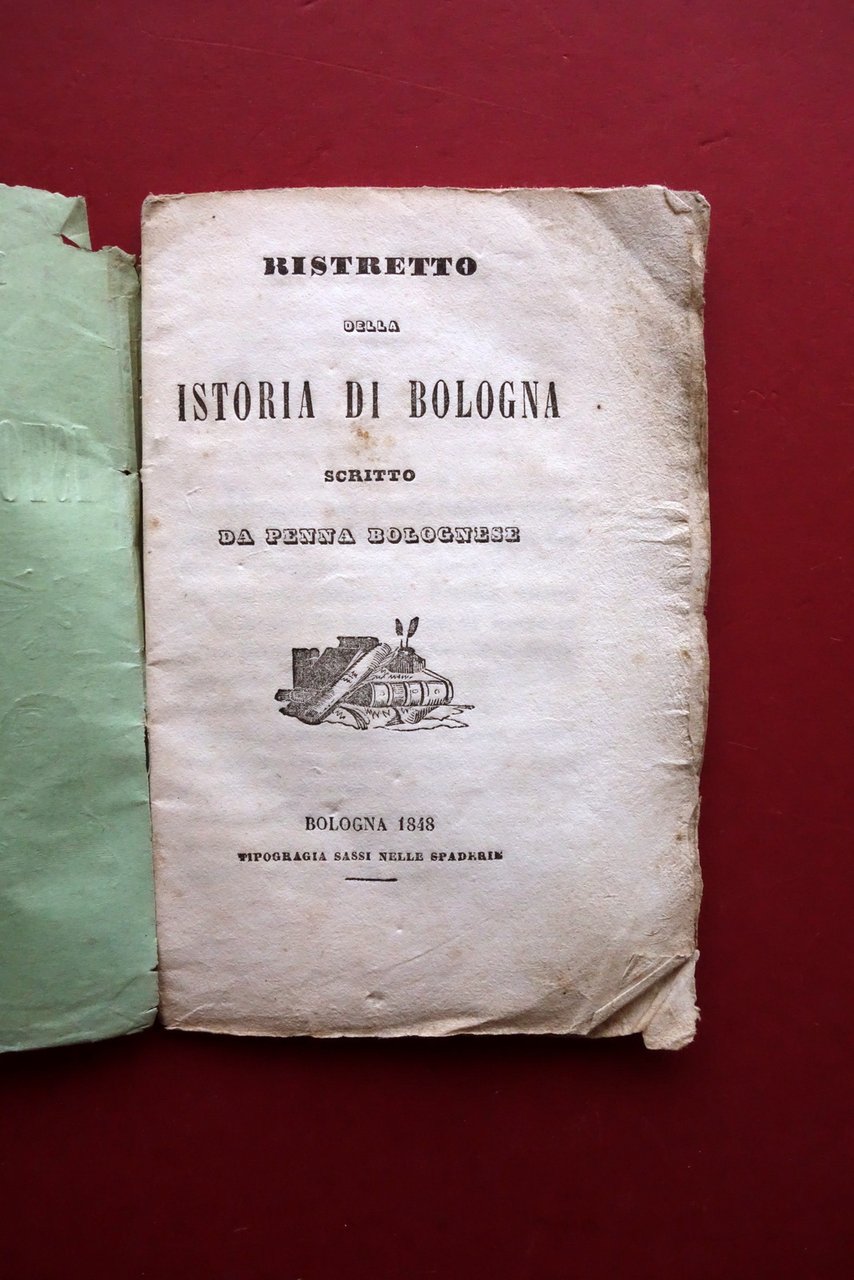 RISTRETTO
DELLA
ISTORIA DI BOLOGNA
SCRITTO
DA PENNA BOLOGNESE
BOLOGNA 1848
TIPOGRAGIA SASSI NELLE SPADERIE